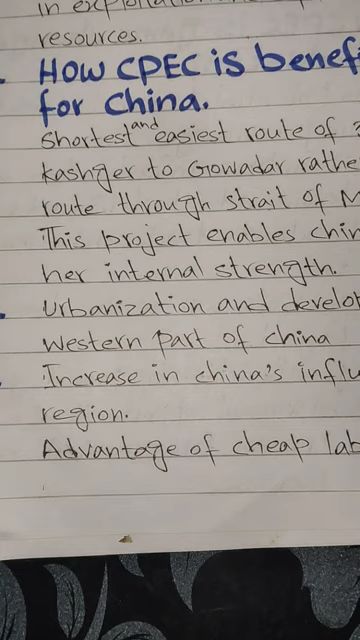 in
resources.
How CPEC is benef
for China.
Shortest and easiest route of
kashger to Gowadar rathe
route through strait of M
This project enables chin
her internal strength.
Urbanization and develop
western part of china
Increase in china's influ
region.
Advantage of cheap lab